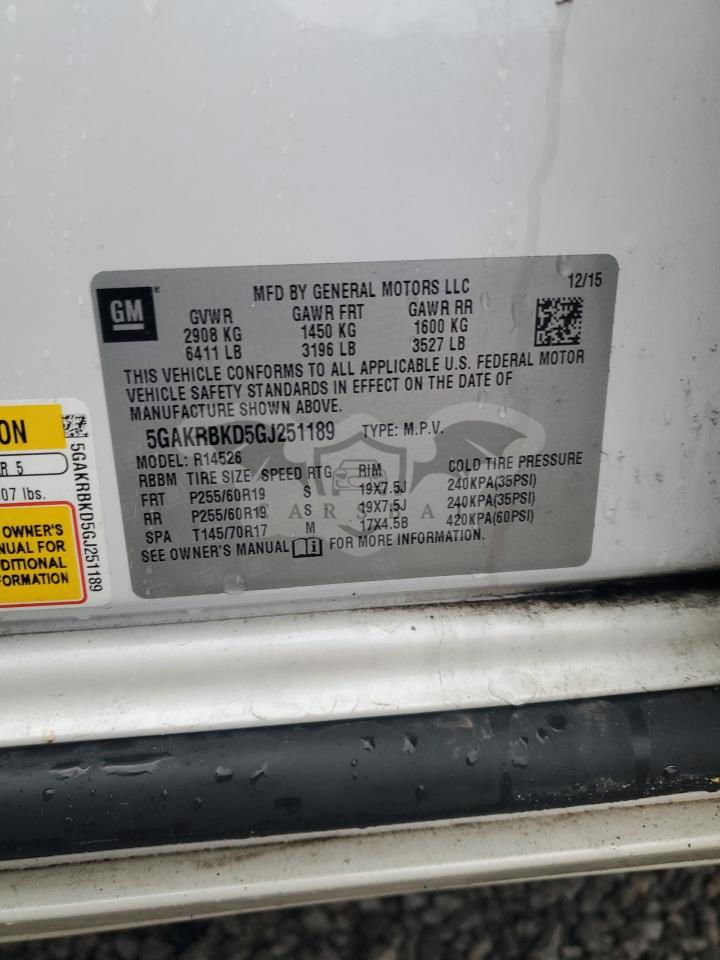 GM
MFD BY GENERAL MOTORS LLC 12/15
GVWR GAWR FRT GAWR RR
2908 KG 1450 KG 1600 KG
6411 LB 3196 LB 3527 LB
THIS VEHICLE CONFORMS TO ALL APPLICABLE U.S. FEDERAL MOTOR
VEHICLE SAFETY STANDARDS IN EFFECT ON THE DATE OF
MANUFACTURE SHOWN ABOVE.
5GAKRBKD5GJ251189 TYPE: M.P.V.
MODEL: R14526
RBBM TIRE SIZE SPEED RTG RIM COLD TIRE PRESSURE
FRT P255/60R19 S 19X7.5J 240KPA(35PSI)
RR P255/60R19 S 19X7.5J 240KPA(35PSI)
SPA T145/70R17 M 17X4.5B 420KPA(60PSI)
SEE OWNER'S MANUAL FOR MORE INFORMATION.
ON
R 5
07 lbs.
OWNER'S
NUAL FOR
DITIONAL
FORMATION
5GAKRBKD5GJ251189